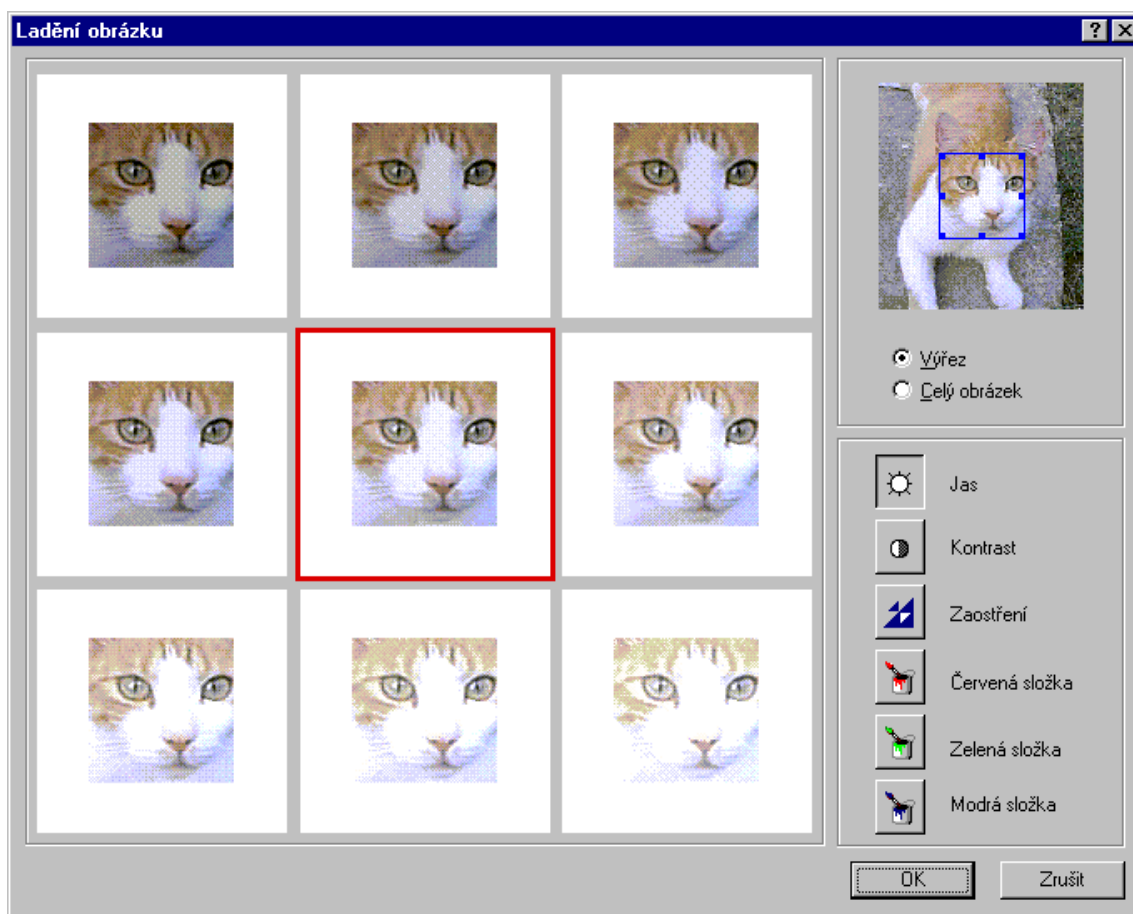 Ladění obrázku
Výřez
Celý obrázek
Jas
Kontrast
Zaostření
Červená složka
Zelená složka
Modrá složka
OK
Zrušit